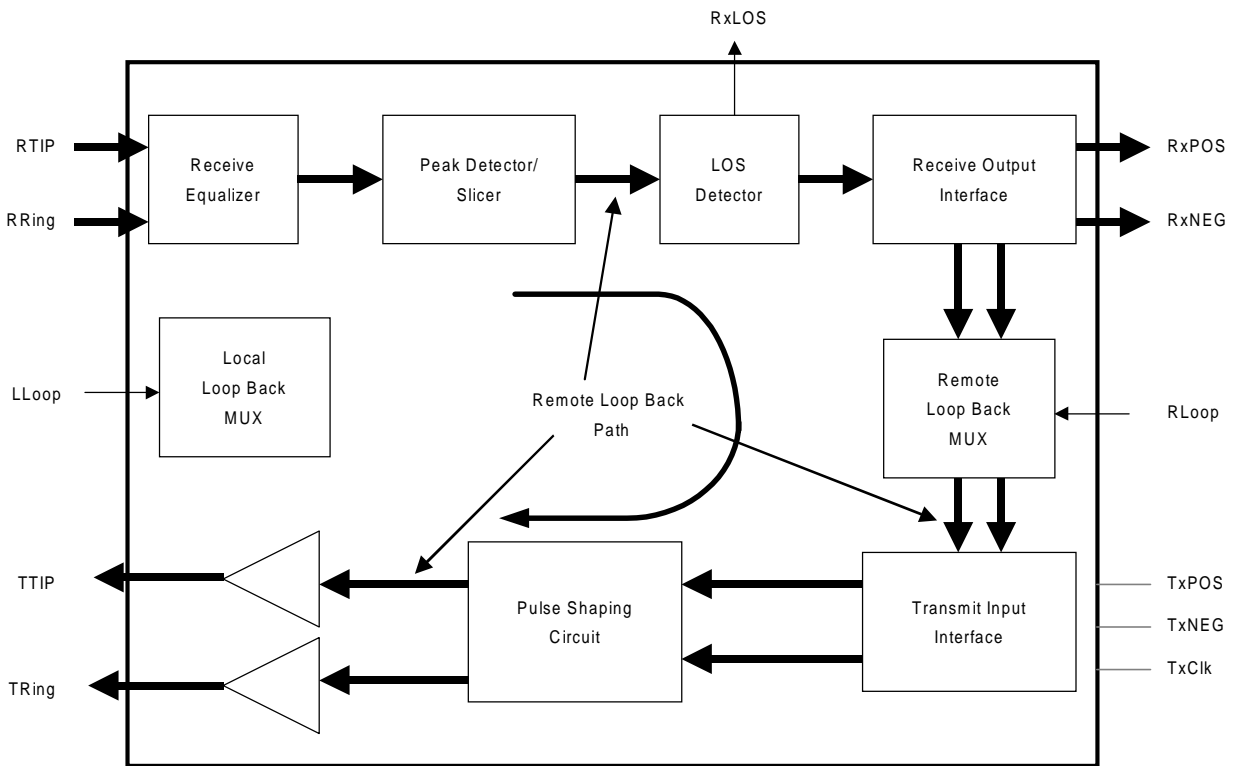 RxLOS
RTIP
RRing
Receive
Equalizer
Peak Detector/
Slicer
LOS
Detector
Receive Output
Interface
RxPOS
RxNEG
LLoop
Local
Loop Back
MUX
Remote Loop Back
Path
Remote
Loop Back
MUX
RLoop
TTIP
TRing
Pulse Shaping
Circuit
Transmit Input
Interface
TxPOS
TxNEG
TxClk